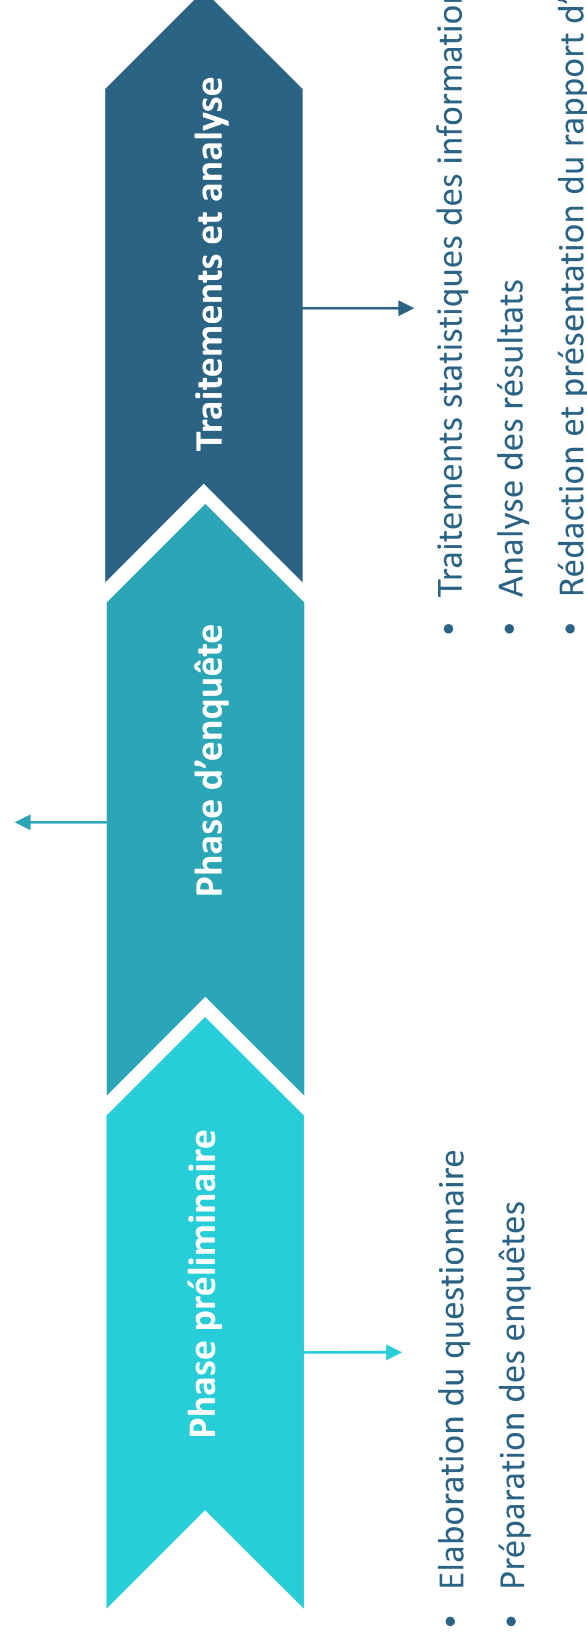 Phase préliminaire
Phase d’enquête
Traitements et analyse
• Elaboration du questionnaire
• Préparation des enquêtes
• Traitements statistiques des information
• Analyse des résultats
• Rédaction et présentation du rapport d’